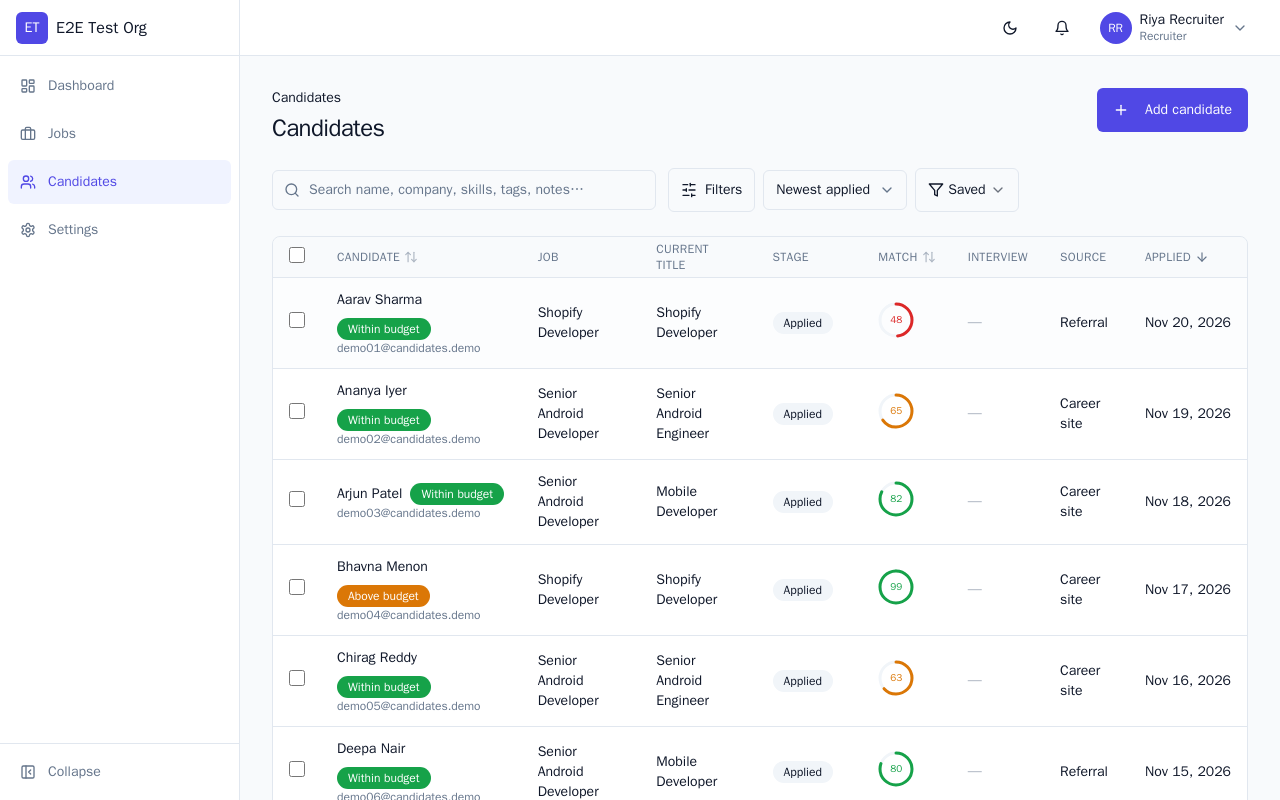 ET E2E Test Org
RR Riya Recruiter
Recruiter
Dashboard
Jobs
Candidates
Settings
Collapse
Candidates
Candidates
Add candidate
Search name, company, skills, tags, notes···
Filters
Newest applied
Saved
CANDIDATE JOB CURRENT TITLE STAGE MATCH INTERVIEW SOURCE APPLIED
Aarav Sharma
Within budget
demo01@candidates.demo
Shopify
Developer
Shopify
Developer
Applied
48
—
Referral
Nov 20, 2026
Ananya Iyer
Within budget
demo02@candidates.demo
Senior
Android
Developer
Senior
Android
Engineer
Applied
65
—
Career
site
Nov 19, 2026
Arjun Patel Within budget
demo03@candidates.demo
Senior
Android
Developer
Mobile
Developer
Applied
82
—
Career
site
Nov 18, 2026
Bhavna Menon
Above budget
demo04@candidates.demo
Shopify
Developer
Shopify
Developer
Applied
99
—
Career
site
Nov 17, 2026
Chirag Reddy
Within budget
demo05@candidates.demo
Senior
Android
Developer
Senior
Android
Engineer
Applied
63
—
Career
site
Nov 16, 2026
Deepa Nair
Within budget
demo06@candidates.demo
Senior
Android
Developer
Mobile
Developer
Applied
80
—
Referral
Nov 15, 2026